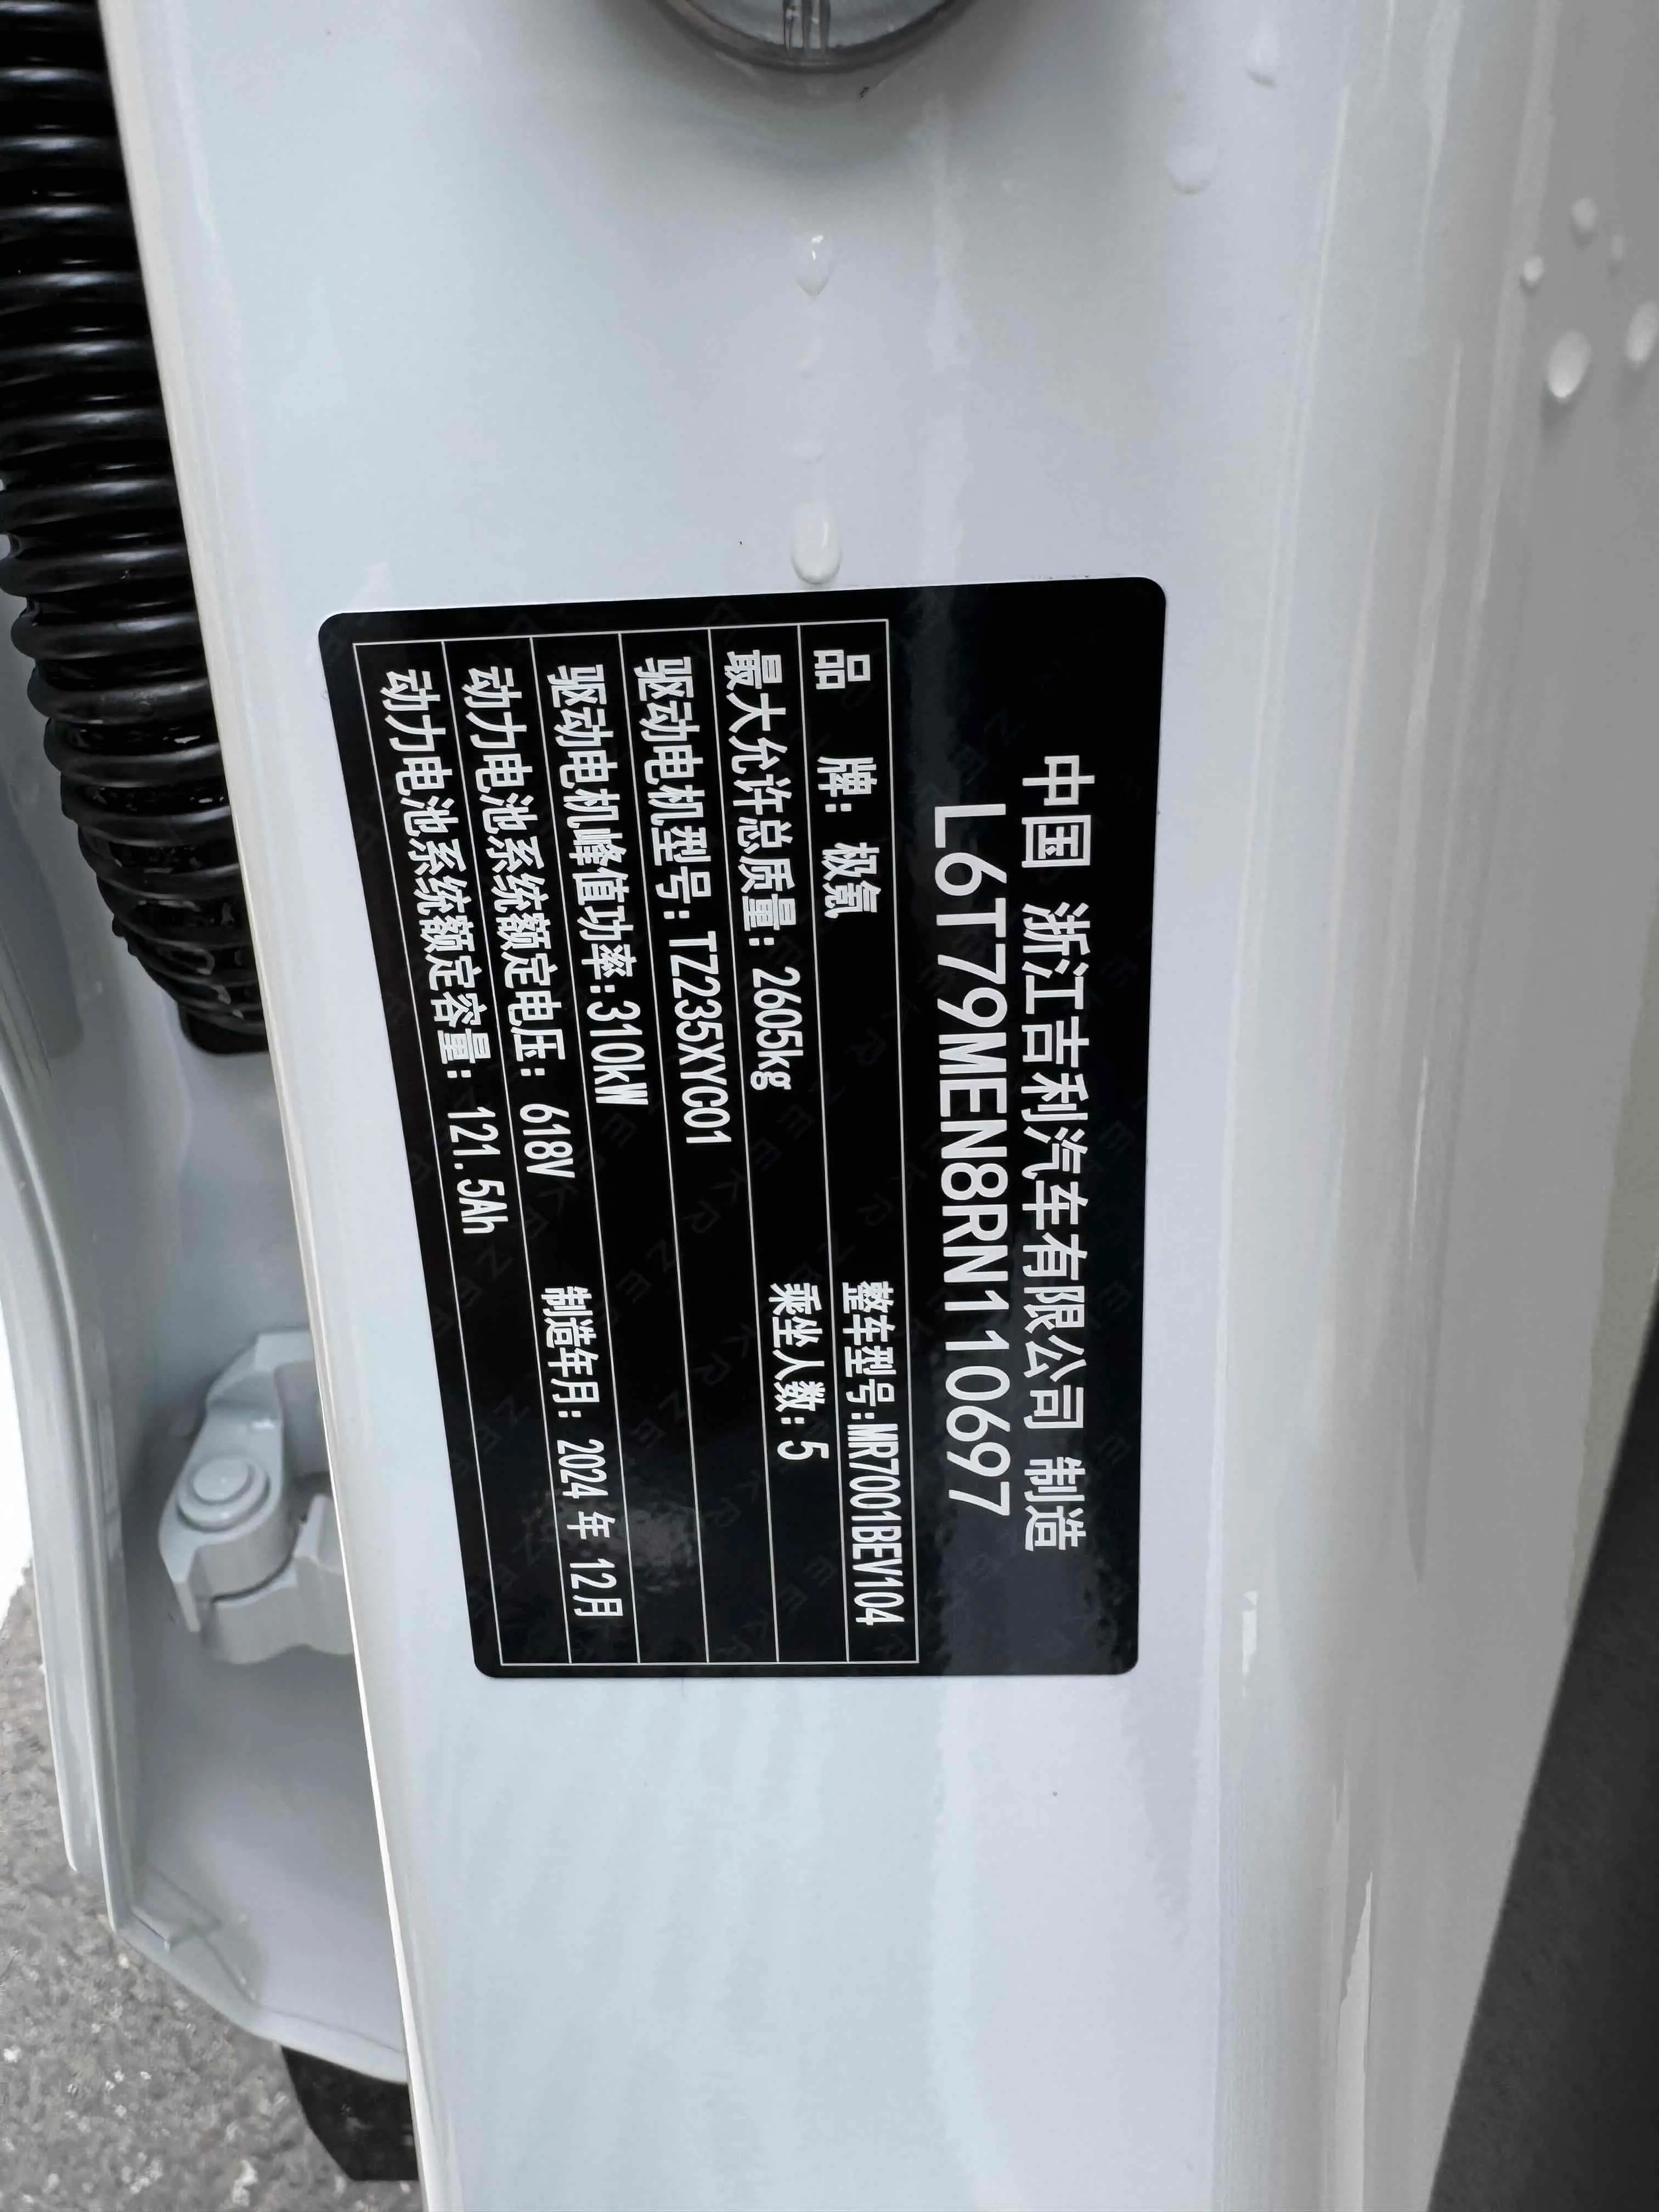 中国 浙江吉利汽车有限公司 制造
L6T79MEN8RN110697
品 牌: 极氪 整车型号:MR7001BEV104
最大允许总质量: 2605kg 乘坐人数: 5
驱动电机型号: TZ235XYC01
驱动电机峰值功率:310kW
动力电池系统额定电压: 618V 制造年月: 2024 年 12月
动力电池系统额定容量: 121.5Ah